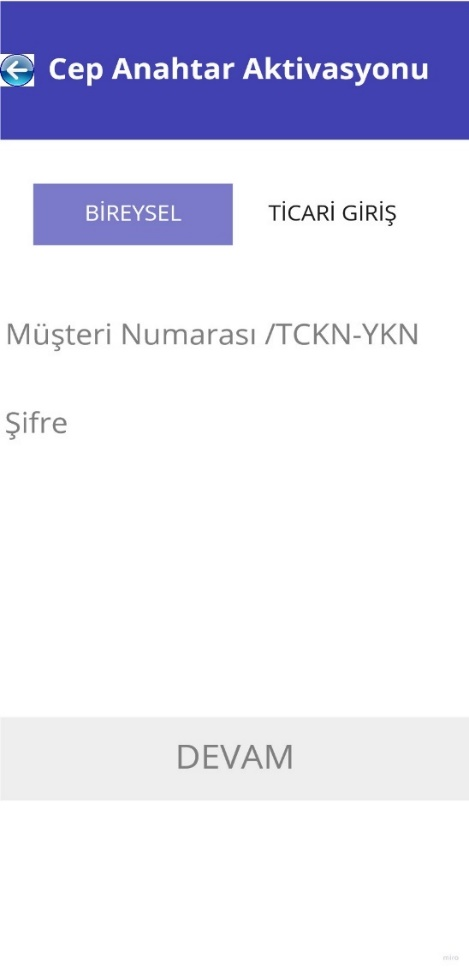 Cep Anahtar Aktivasyonu
BİREYSEL TİCARİ GİRİŞ
Müşteri Numarası /TCKN-YKN
Şifre
DEVAM